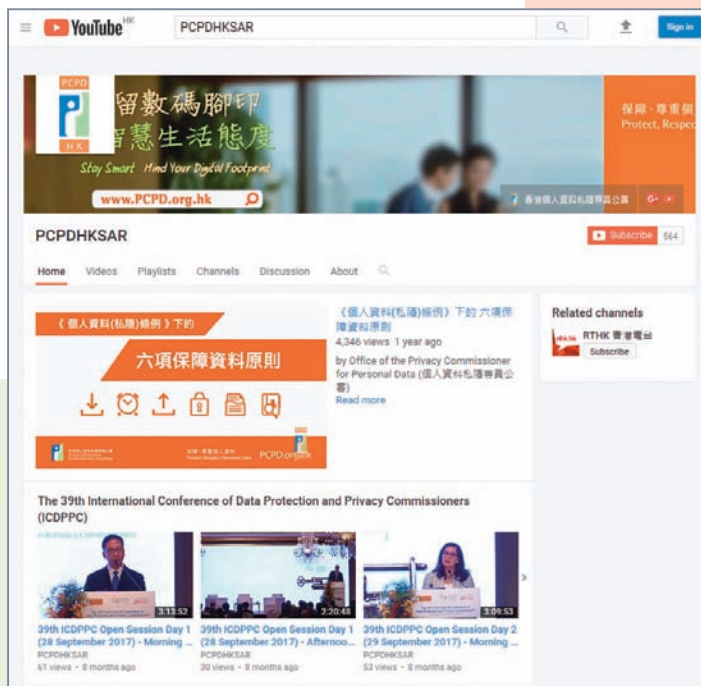 YouTube HK
PCPDHKSAR
Sign in
PCPD
HK
留數碼腳印
智慧生活態度
Stay Smart Mind Your Digital Footprint
www.PCPD.org.hk
保障、尊重個
Protect, Respec
香港個人資料私隱專員公署
G+
PCPDHKSAR
Subscribe 564
Home Videos Playlists Channels Discussion About
《個人資料(私隱)條例》下的
六項保障資料原則
PCPD.org.hk
《個人資料(私隱)條例》下的 六項保
障資料原則
4,346 views 1 year ago
by Office of the Privacy Commissioner
for Personal Data (個人資料私隱專員公
署)
Read more
Related channels
RTHK 香港電台
Subscribe
The 39th International Conference of Data Protection and Privacy Commissioners
(ICDPPC)
3:13:52
2:20:48
3:09:53
39th ICDPPC Open Session Day 1
(28 September 2017) - Morning ...
PCPDHKSAR
61 views • 8 months ago
39th ICDPPC Open Session Day 1
(28 September 2017) - Afternoo...
PCPDHKSAR
30 views • 8 months ago
39th ICDPPC Open Session Day 2
(29 September 2017) - Morning ...
PCPDHKSAR
53 views • 8 months ago